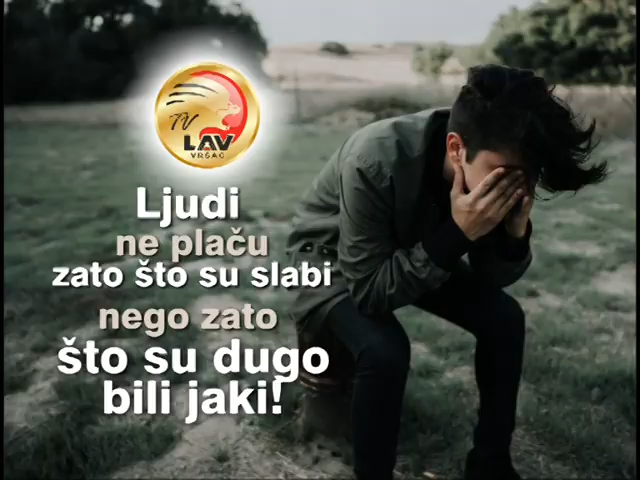 TV
LAV
VRŠAC
Ljudi
ne plaču
zato što su slabi
nego zato
što su dugo
bili jaki!